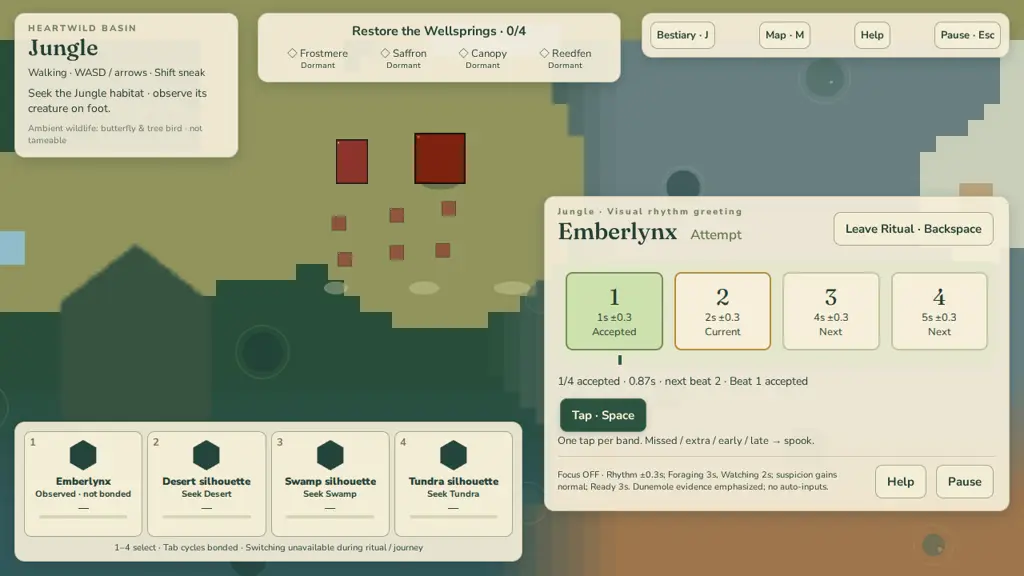 HEARTWILD BASIN
Jungle
Walking · WASD / arrows · Shift sneak
Seek the Jungle habitat · observe its
creature on foot.
Ambient wildlife: butterfly & tree bird · not
tameable
Restore the Wellsprings · 0/4
◇ Frostmere
Dormant
◇ Saffron
Dormant
◇ Canopy
Dormant
◇ Reedfen
Dormant
Bestiary · J
Map · M
Help
Pause · Esc
Jungle · Visual rhythm greeting
Emberlynx Attempt
Leave Ritual · Backspace
1
1s ±0.3
Accepted
2
2s ±0.3
Current
3
4s ±0.3
Next
4
5s ±0.3
Next
1/4 accepted · 0.87s · next beat 2 · Beat 1 accepted
Tap · Space
One tap per band. Missed / extra / early / late → spook.
Focus OFF · Rhythm ±0.3s; Foraging 3s, Watching 2s; suspicion gains
normal; Ready 3s. Dunemole evidence emphasized; no auto-inputs.
Help
Pause
1
Emberlynx
Observed · not bonded
—
2
Desert silhouette
Seek Desert
—
3
Swamp silhouette
Seek Swamp
—
4
Tundra silhouette
Seek Tundra
—
1–4 select · Tab cycles bonded · Switching unavailable during ritual / journey